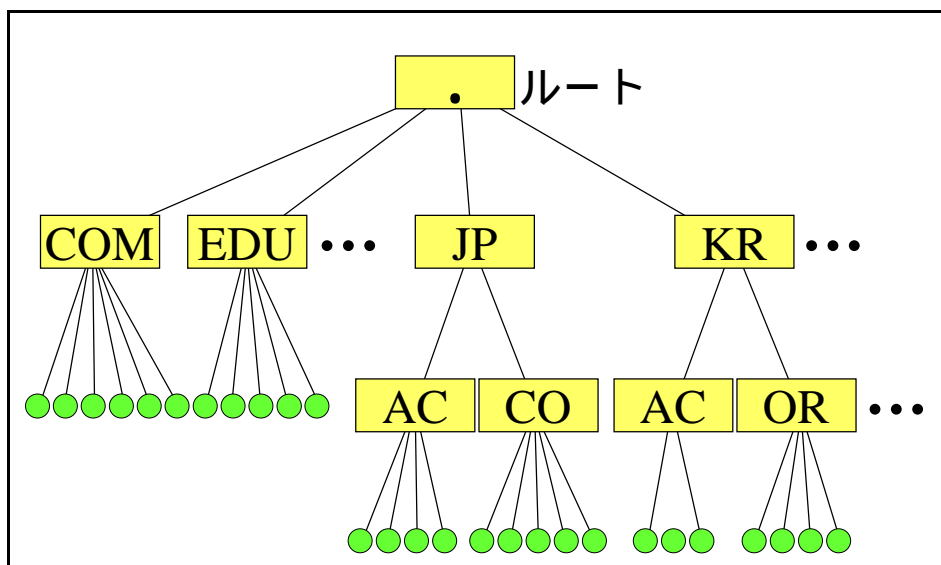 . ルート
COM EDU ••• JP KR •••
AC CO AC OR •••